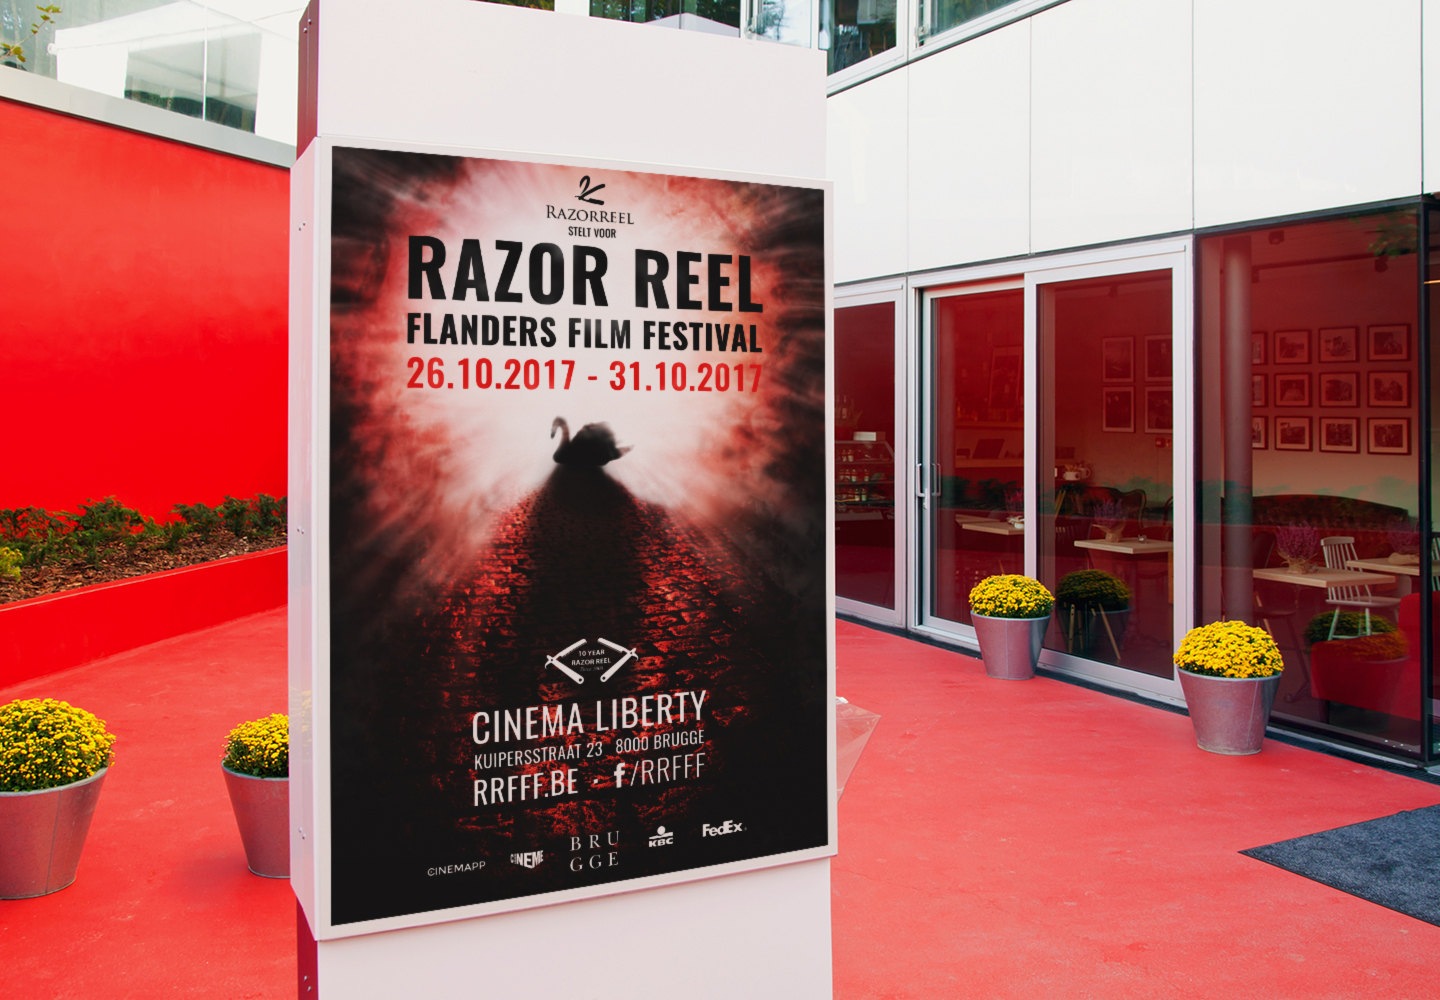 RAZORREEL
STELT VOOR
RAZOR REEL
FLANDERS FILM FESTIVAL
26.10.2017 - 31.10.2017
10 YEAR
RAZOR REEL
CINEMA LIBERTY
KUIPERSSTRAAT 23 8000 BRUGGE
RRFFF.BE · f/RRFFF
CINEMAPP
CINEME
BRU
GGE
KBC
FedEx